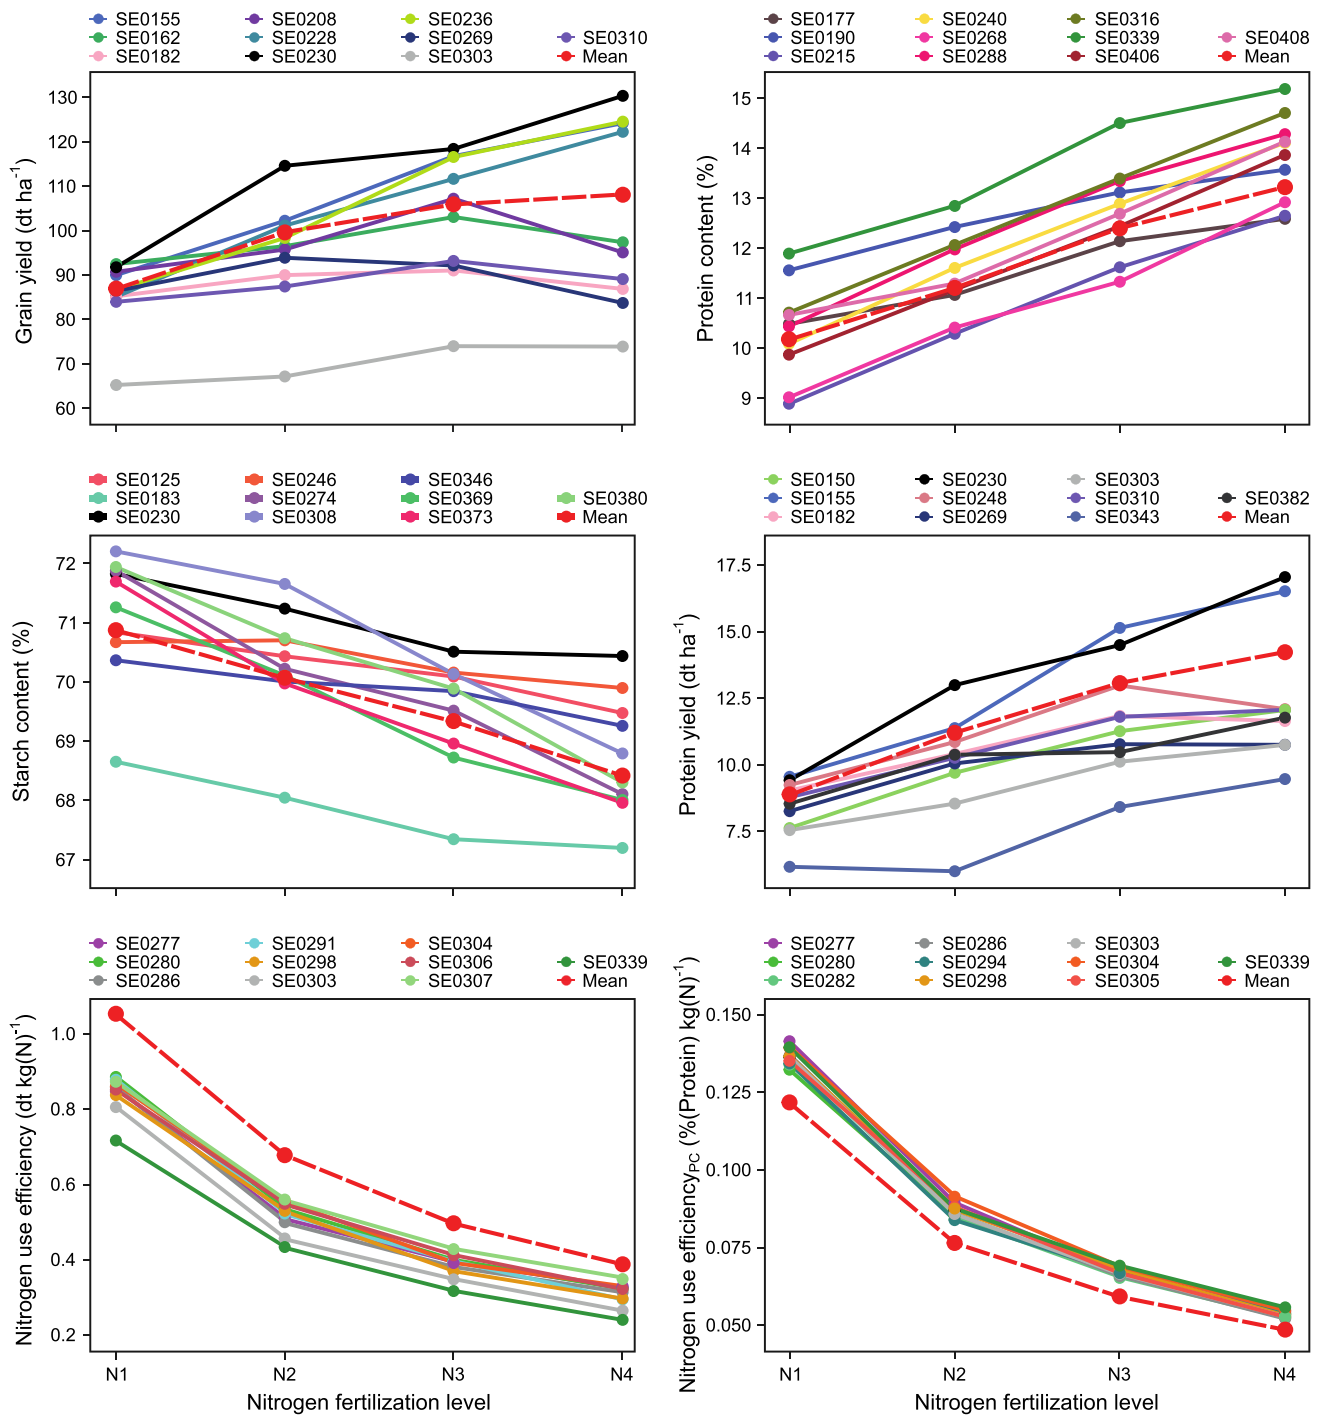 SE0155 SE0208 SE0236
SE0162 SE0228 SE0269 SE0310
SE0182 SE0230 SE0303 Mean
Grain yield (dt ha-1)
130
120
110
100
90
80
70
60
SE0177 SE0240 SE0316
SE0190 SE0268 SE0339 SE0408
SE0215 SE0288 SE0406 Mean
Protein content (%)
15
14
13
12
11
10
9
SE0125 SE0246 SE0346
SE0183 SE0274 SE0369 SE0380
SE0230 SE0308 SE0373 Mean
Starch content (%)
72
71
70
69
68
67
SE0150 SE0230 SE0303
SE0155 SE0248 SE0310 SE0382
SE0182 SE0269 SE0343 Mean
Protein yield (dt ha-1)
17.5
15.0
12.5
10.0
7.5
SE0277 SE0291 SE0304
SE0280 SE0298 SE0306 SE0339
SE0286 SE0303 SE0307 Mean
Nitrogen use efficiency (dt kg(N)-1)
1.0
0.8
0.6
0.4
0.2
N1 N2 N3 N4
Nitrogen fertilization level
SE0277 SE0286 SE0303
SE0280 SE0294 SE0304 SE0339
SE0282 SE0298 SE0305 Mean
Nitrogen use efficiencyPC (%(Protein) kg(N)-1)
0.150
0.125
0.100
0.075
0.050
N1 N2 N3 N4
Nitrogen fertilization level